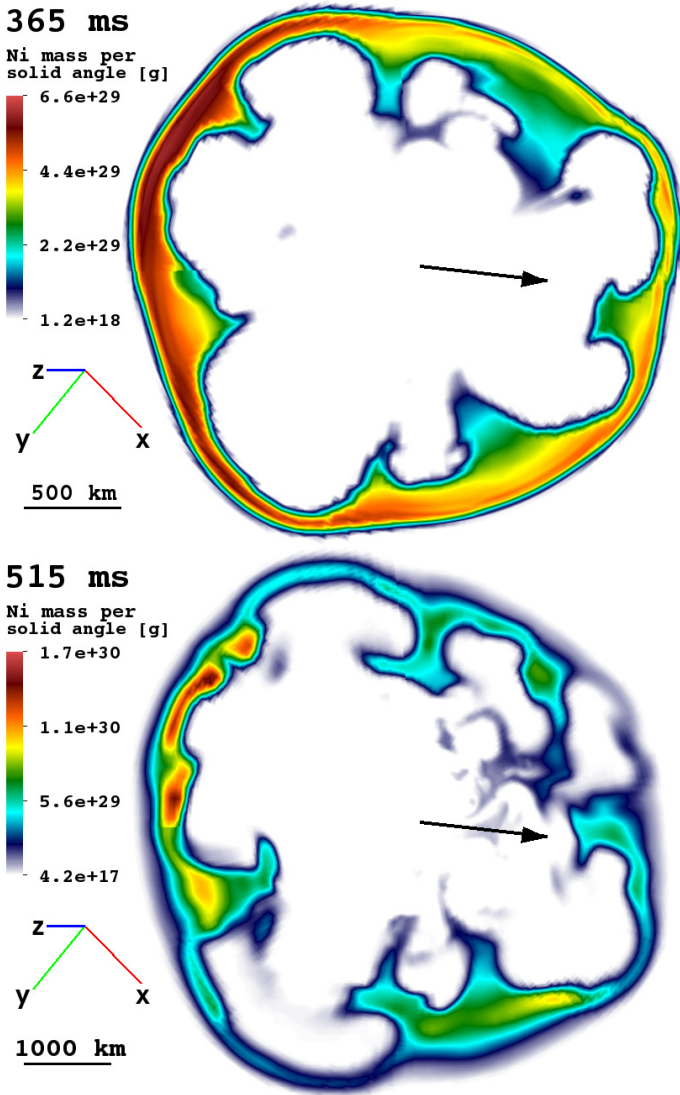 365 ms
Ni mass per
solid angle [g]
6.6e+29
4.4e+29
2.2e+29
1.2e+18
z
y
x
500 km
515 ms
Ni mass per
solid angle [g]
1.7e+30
1.1e+30
5.6e+29
4.2e+17
z
y
x
1000 km